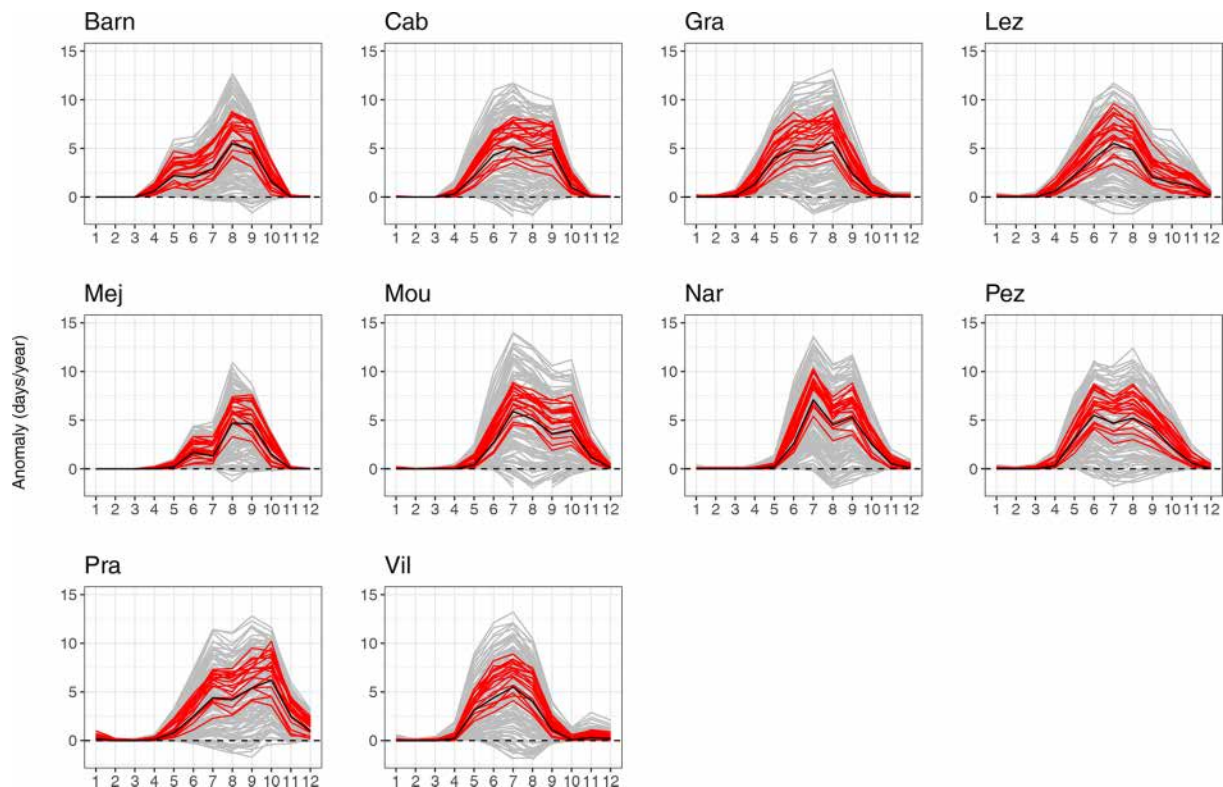 Barn Cab Gra Lez
15 15 15 15
10 10 10 10
5 5 5 5
0 0 0 0
1 2 3 4 5 6 7 8 9 10 11 12 1 2 3 4 5 6 7 8 9 10 11 12 1 2 3 4 5 6 7 8 9 10 11 12 1 2 3 4 5 6 7 8 9 10 11 12
Anomaly (days/year)
Mej Mou Nar Pez
15 15 15 15
10 10 10 10
5 5 5 5
0 0 0 0
1 2 3 4 5 6 7 8 9 10 11 12 1 2 3 4 5 6 7 8 9 10 11 12 1 2 3 4 5 6 7 8 9 10 11 12 1 2 3 4 5 6 7 8 9 10 11 12
Pra Vil
15 15
10 10
5 5
0 0
1 2 3 4 5 6 7 8 9 10 11 12 1 2 3 4 5 6 7 8 9 10 11 12